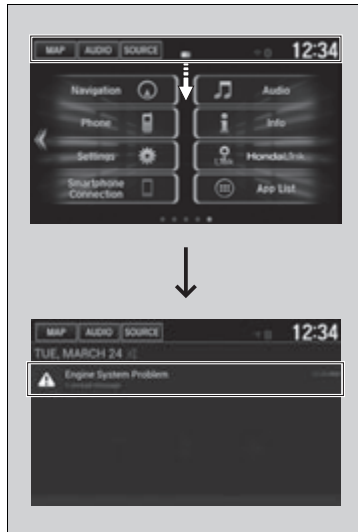 MAP AUDIO SOURCE 12:34
Navigation Audio
Phone Info
Settings HondaLink
Smartphone Connection App List
MAP AUDIO SOURCE 12:34
TUE, MARCH 24
Engine System Problem